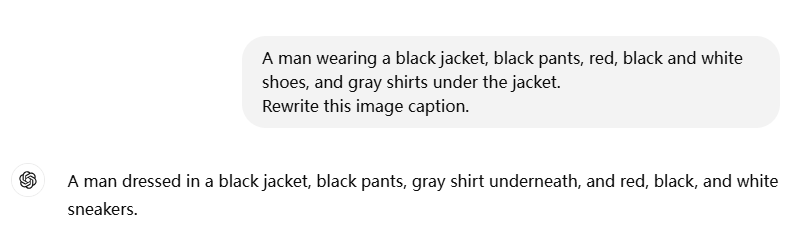 A man wearing a black jacket, black pants, red, black and white
shoes, and gray shirts under the jacket.
Rewrite this image caption.
A man dressed in a black jacket, black pants, gray shirt underneath, and red, black, and white
sneakers.